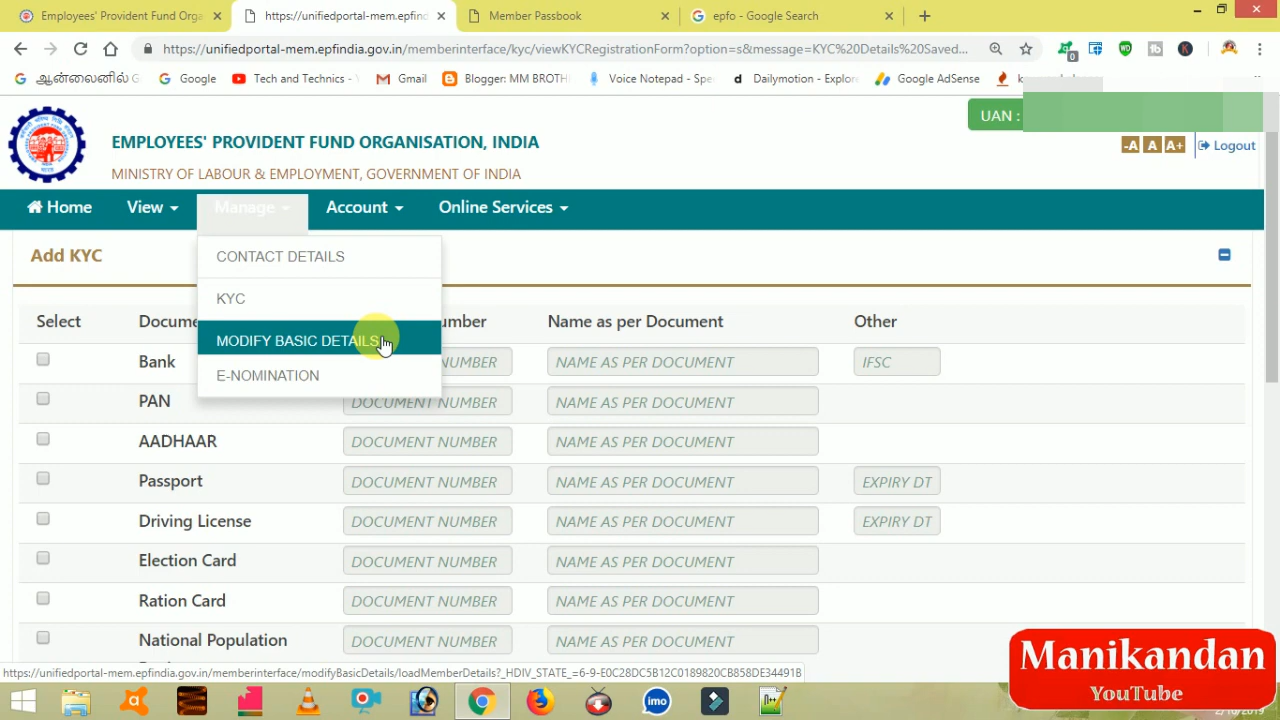 Employees' Provident Fund Orga
https://unifiedportal-mem.epfind
Member Passbook
epfo - Google Search
https://unifiedportal-mem.epfindia.gov.in/memberinterface/kyc/viewKYCRegistrationForm?option=s&message=KYC%20Details%20Saved...
ஆன்லைனில் G
Google
Tech and Technics -
Gmail
Blogger: MM BROTH
Voice Notepad - Spe
Dailymotion - Explor
Google AdSense
UAN :
EMPLOYEES' PROVIDENT FUND ORGANISATION, INDIA
MINISTRY OF LABOUR & EMPLOYMENT, GOVERNMENT OF INDIA
-A A A+ Logout
Home View Manage Account Online Services
CONTACT DETAILS
KYC
MODIFY BASIC DETAILS
E-NOMINATION
Add KYC
Select Docume umber Name as per Document Other
Bank NUMBER NAME AS PER DOCUMENT IFSC
PAN DOCUMENT NUMBER NAME AS PER DOCUMENT
AADHAAR DOCUMENT NUMBER NAME AS PER DOCUMENT
Passport DOCUMENT NUMBER NAME AS PER DOCUMENT EXPIRY DT
Driving License DOCUMENT NUMBER NAME AS PER DOCUMENT EXPIRY DT
Election Card DOCUMENT NUMBER NAME AS PER DOCUMENT
Ration Card DOCUMENT NUMBER NAME AS PER DOCUMENT
National Population DOCUMENT NUMBER NAME AS PER DOCUMENT
https://unifiedportal-mem.epfindia.gov.in/memberinterface/modifyBasicDetails/loadMemberDetails?_HDIV_STATE_=6-9-E0C28DC5B12C0189820CB858DE34491B
Manikandan
YouTube
imo